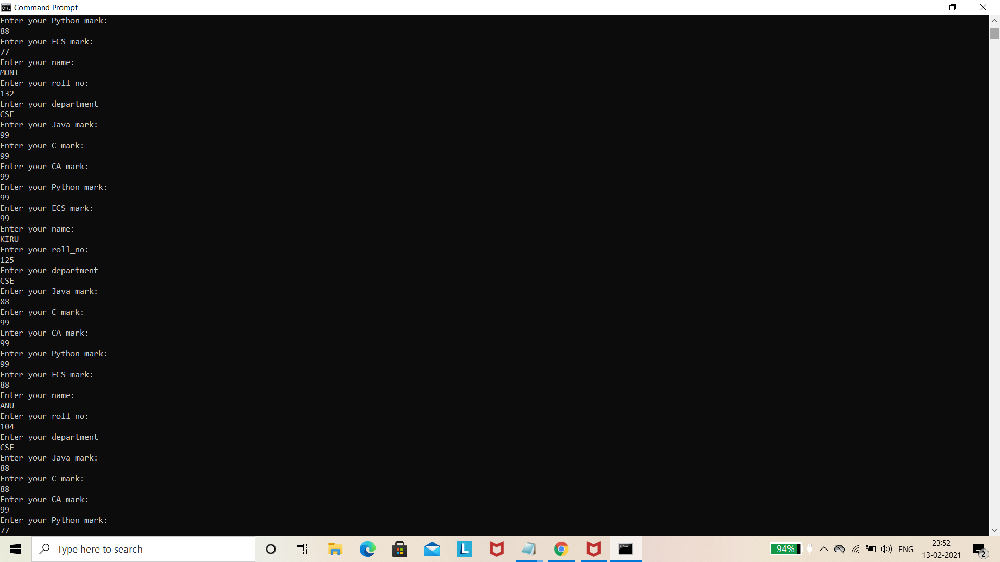 Command Prompt
Enter your Python mark:
88
Enter your ECS mark:
77
Enter your name:
MONI
Enter your roll_no:
132
Enter your department
CSE
Enter your Java mark:
99
Enter your C mark:
99
Enter your CA mark:
99
Enter your Python mark:
99
Enter your ECS mark:
99
Enter your name:
KIRU
Enter your roll_no:
125
Enter your department
CSE
Enter your Java mark:
88
Enter your C mark:
99
Enter your CA mark:
99
Enter your Python mark:
99
Enter your ECS mark:
88
Enter your name:
ANU
Enter your roll_no:
104
Enter your department
CSE
Enter your Java mark:
88
Enter your C mark:
88
Enter your CA mark:
99
Enter your Python mark:
77
Type here to search
L
94%
ENG
23:52
13-02-2021
2